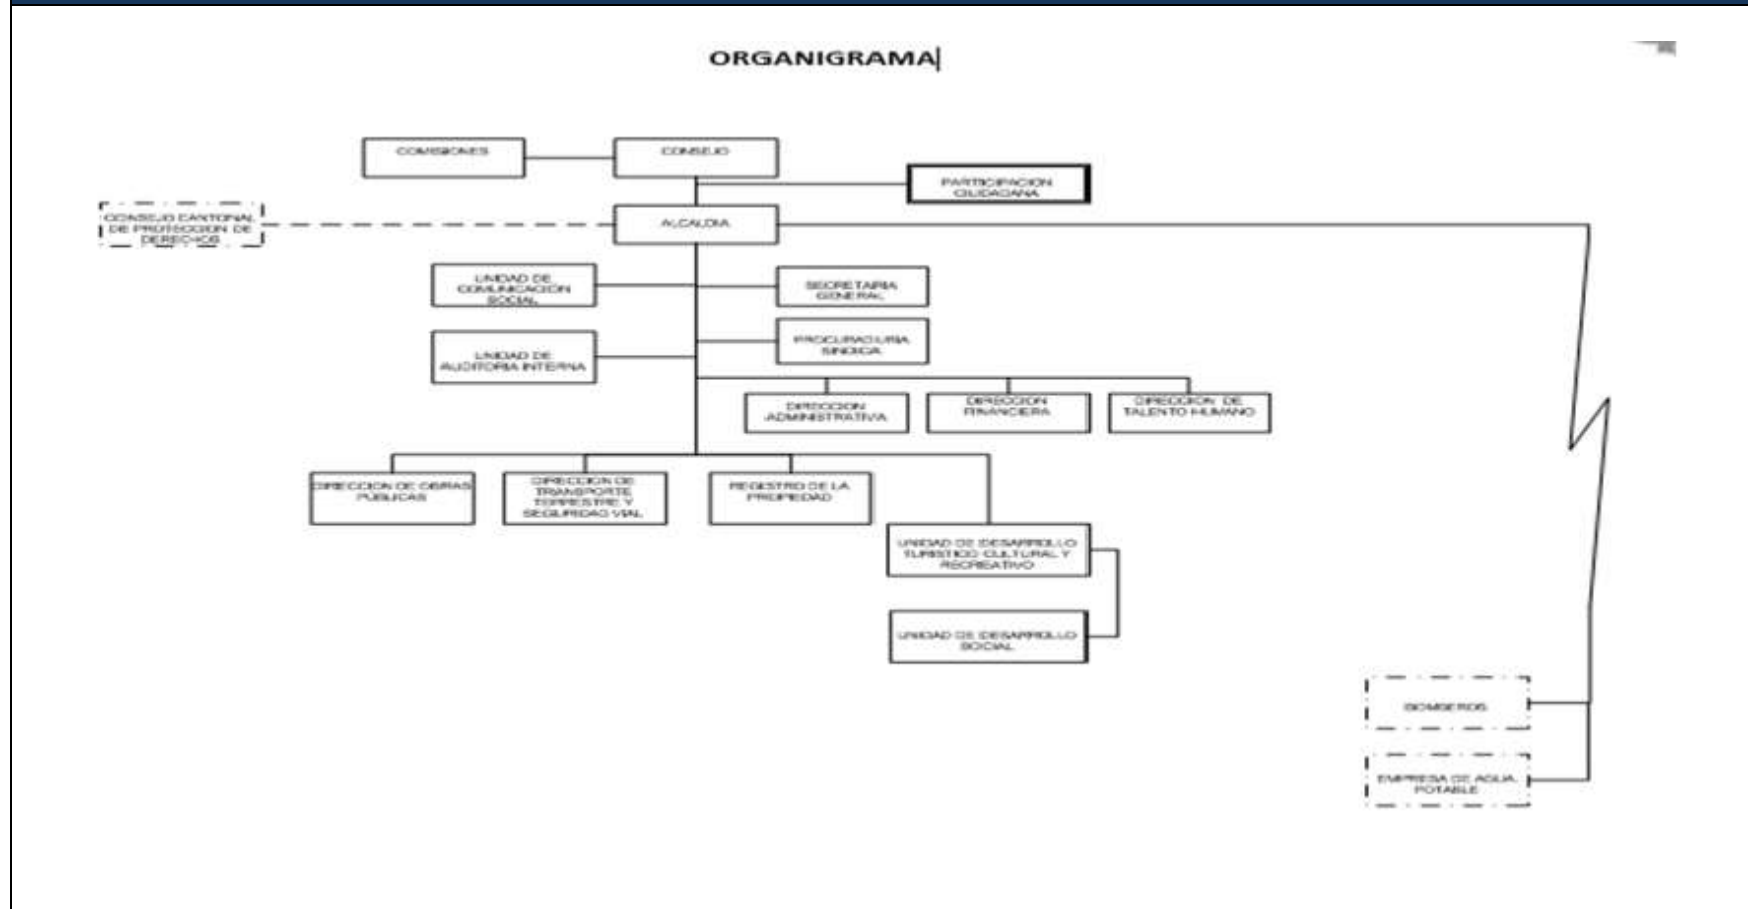 ORGANIGRAMA
COMISIONES
CONSEJO
PARTICIPACION
CIUDADANA
CONSEJO CANTONAL
DE PROTECCION DE
DERECHOS
ALCALDIA
UNIDAD DE
COMUNICACION
SOCIAL
SECRETARIA
GENERAL
PROCURADURIA
SINDICA
UNIDAD DE
AUDITORIA INTERNA
DIRECCION
ADMINISTRATIVA
DIRECCION
FINANCIERA
DIRECCION DE
TALENTO HUMANO
DIRECCION DE OBRAS
PÚBLICAS
DIRECCION DE
TRANSPORTE
TERRESTRE Y
SEGURIDAD VIAL
REGISTRO DE LA
PROPIEDAD
UNIDAD DE DESARROLLO
TURISTICO CULTURAL Y
RECREATIVO
UNIDAD DE DESARROLLO
SOCIAL
BOMBEROS
EMPRESA DE AGUA
POTABLE